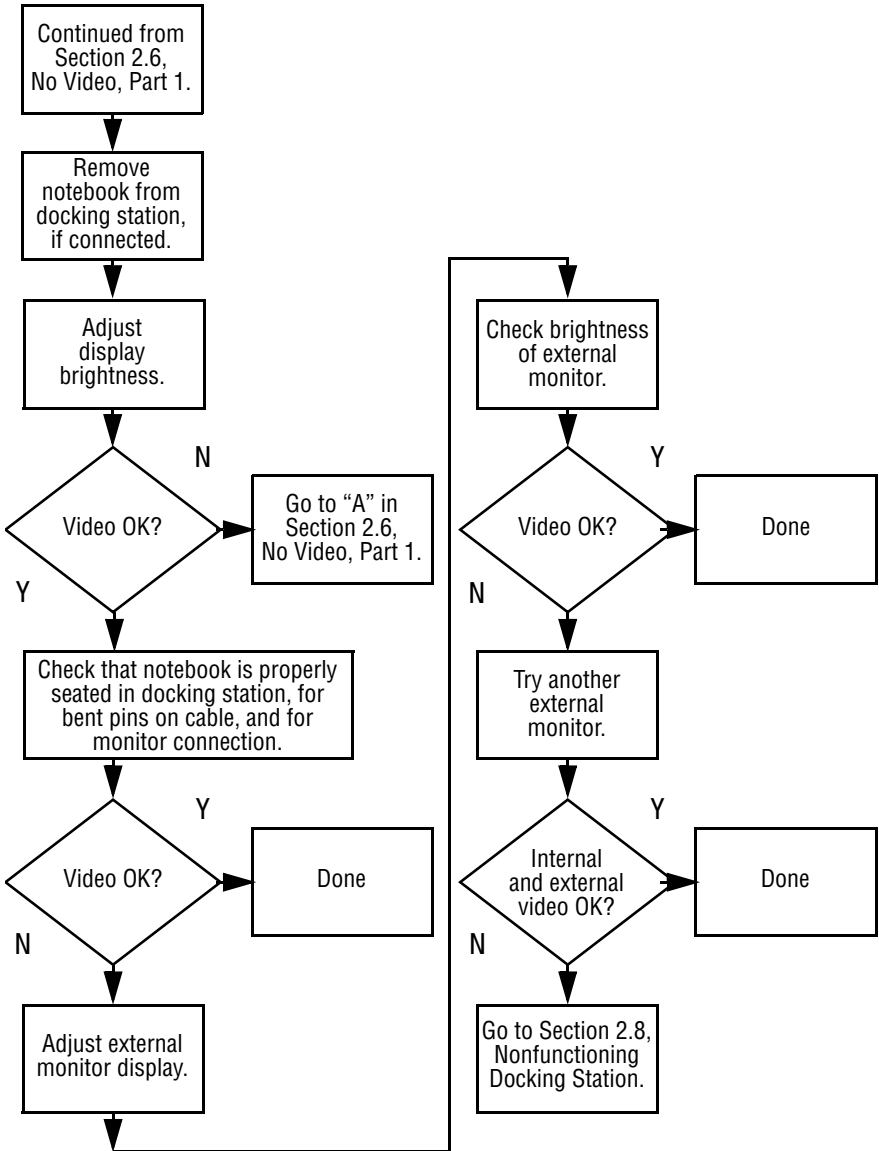 Continued from
Section 2.6,
No Video, Part 1.
Remove
notebook from
docking station,
if connected.
Adjust
display
brightness.
Video OK?
N
Go to “A” in
Section 2.6,
No Video, Part 1.
Y
Check that notebook is properly
seated in docking station, for
bent pins on cable, and for
monitor connection.
Video OK?
Y
Done
N
Adjust external
monitor display.
Check brightness
of external
monitor.
Video OK?
Y
Done
N
Try another
external
monitor.
Internal
and external
video OK?
Y
Done
N
Go to Section 2.8,
Nonfunctioning
Docking Station.